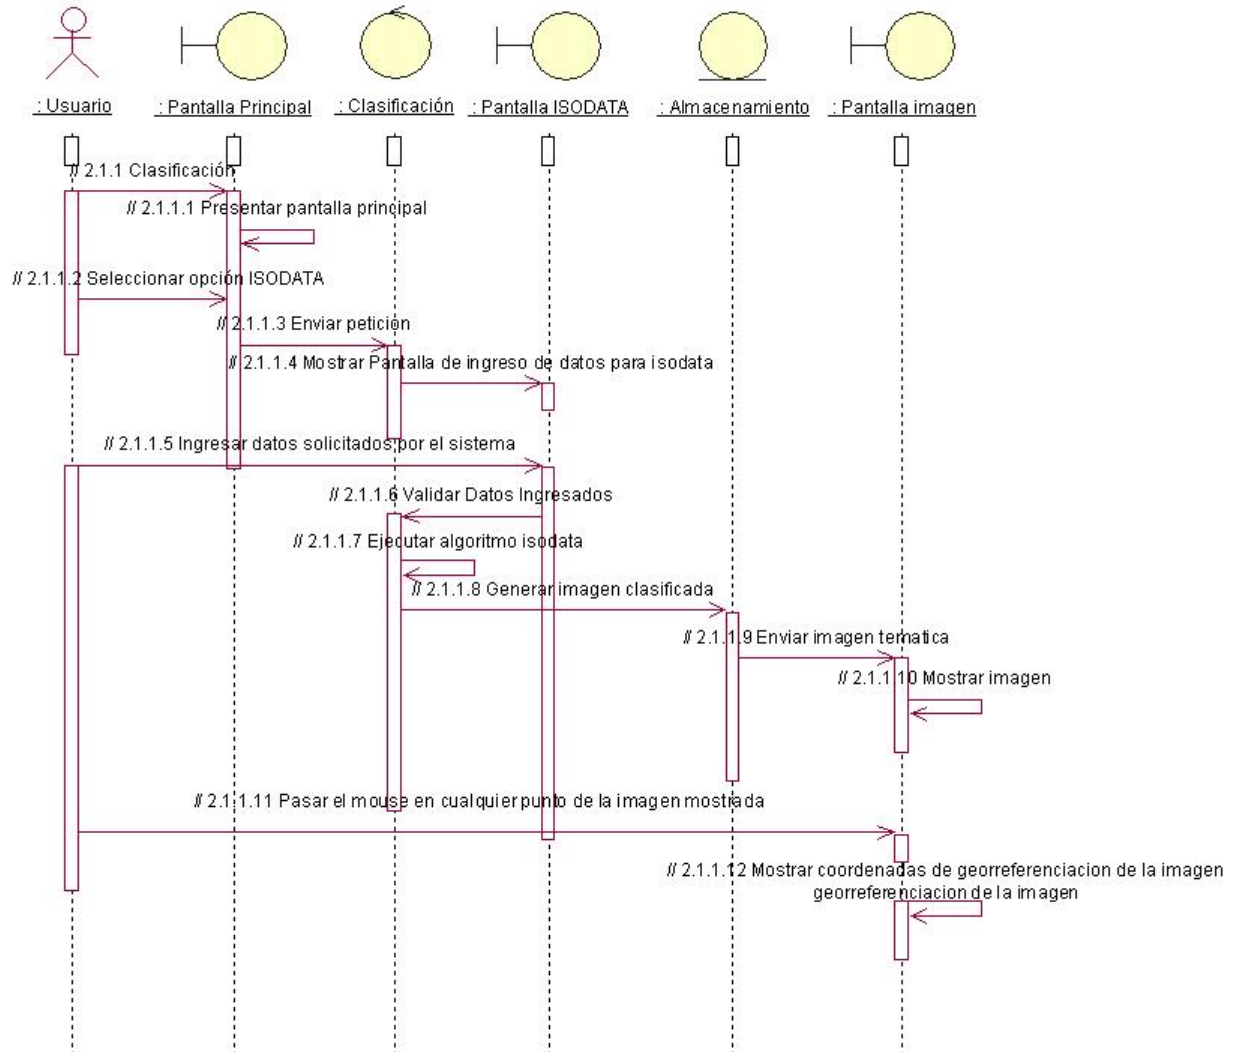 : Usuario
: Pantalla Principal
: Clasificación
: Pantalla ISODATA
: Almacenamiento
: Pantalla imagen
// 2.1.1 Clasificación
// 2.1.1.1 Presentar pantalla principal
// 2.1.1.2 Seleccionar opción ISODATA
// 2.1.1.3 Enviar petición
// 2.1.1.4 Mostrar Pantalla de ingreso de datos para isodata
// 2.1.1.5 Ingresar datos solicitados por el sistema
// 2.1.1.6 Validar Datos Ingresados
// 2.1.1.7 Ejecutar algoritmo isodata
// 2.1.1.8 Generar imagen clasificada
// 2.1.1.9 Enviar imagen tematica
// 2.1.1.10 Mostrar imagen
// 2.1.1.11 Pasar el mouse en cualquier punto de la imagen mostrada
// 2.1.1.12 Mostrar coordenadas de georreferenciacion de la imagen
georreferenciacion de la imagen